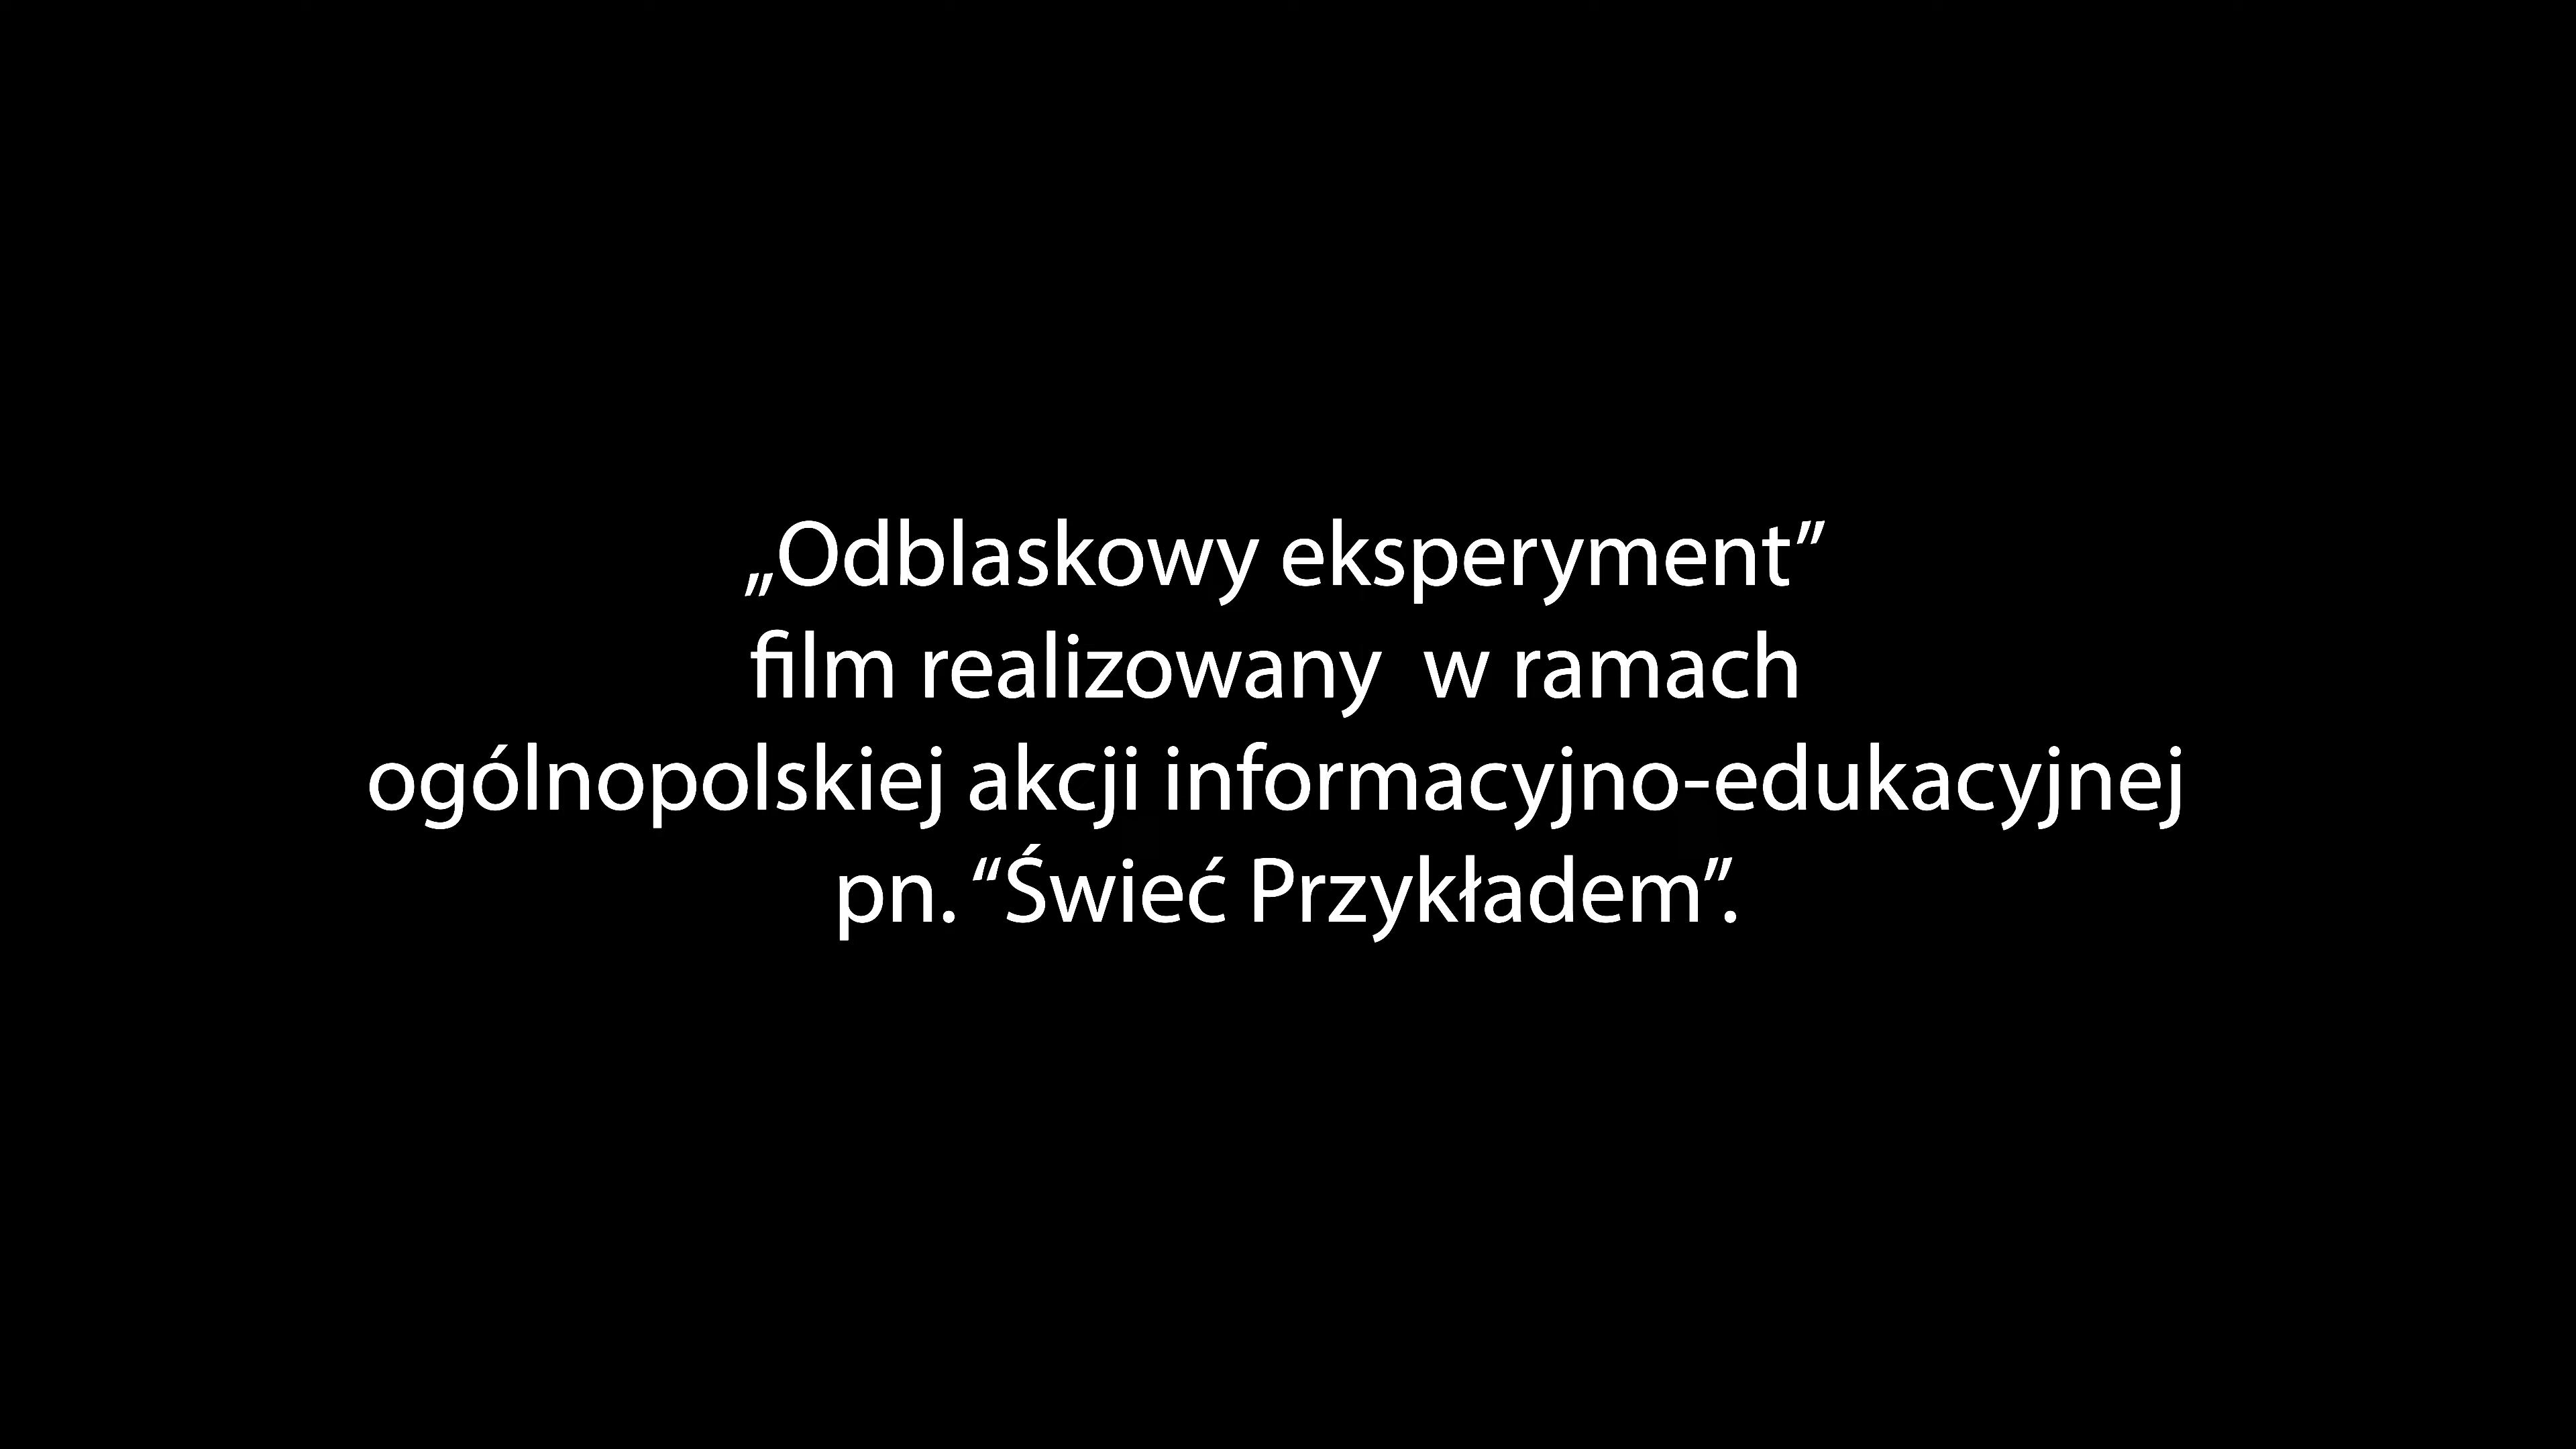 „Odblaskowy eksperyment”
film realizowany  w ramach
ogólnopolskiej akcji informacyjno-edukacyjnej
pn. “Świeć Przykładem”.